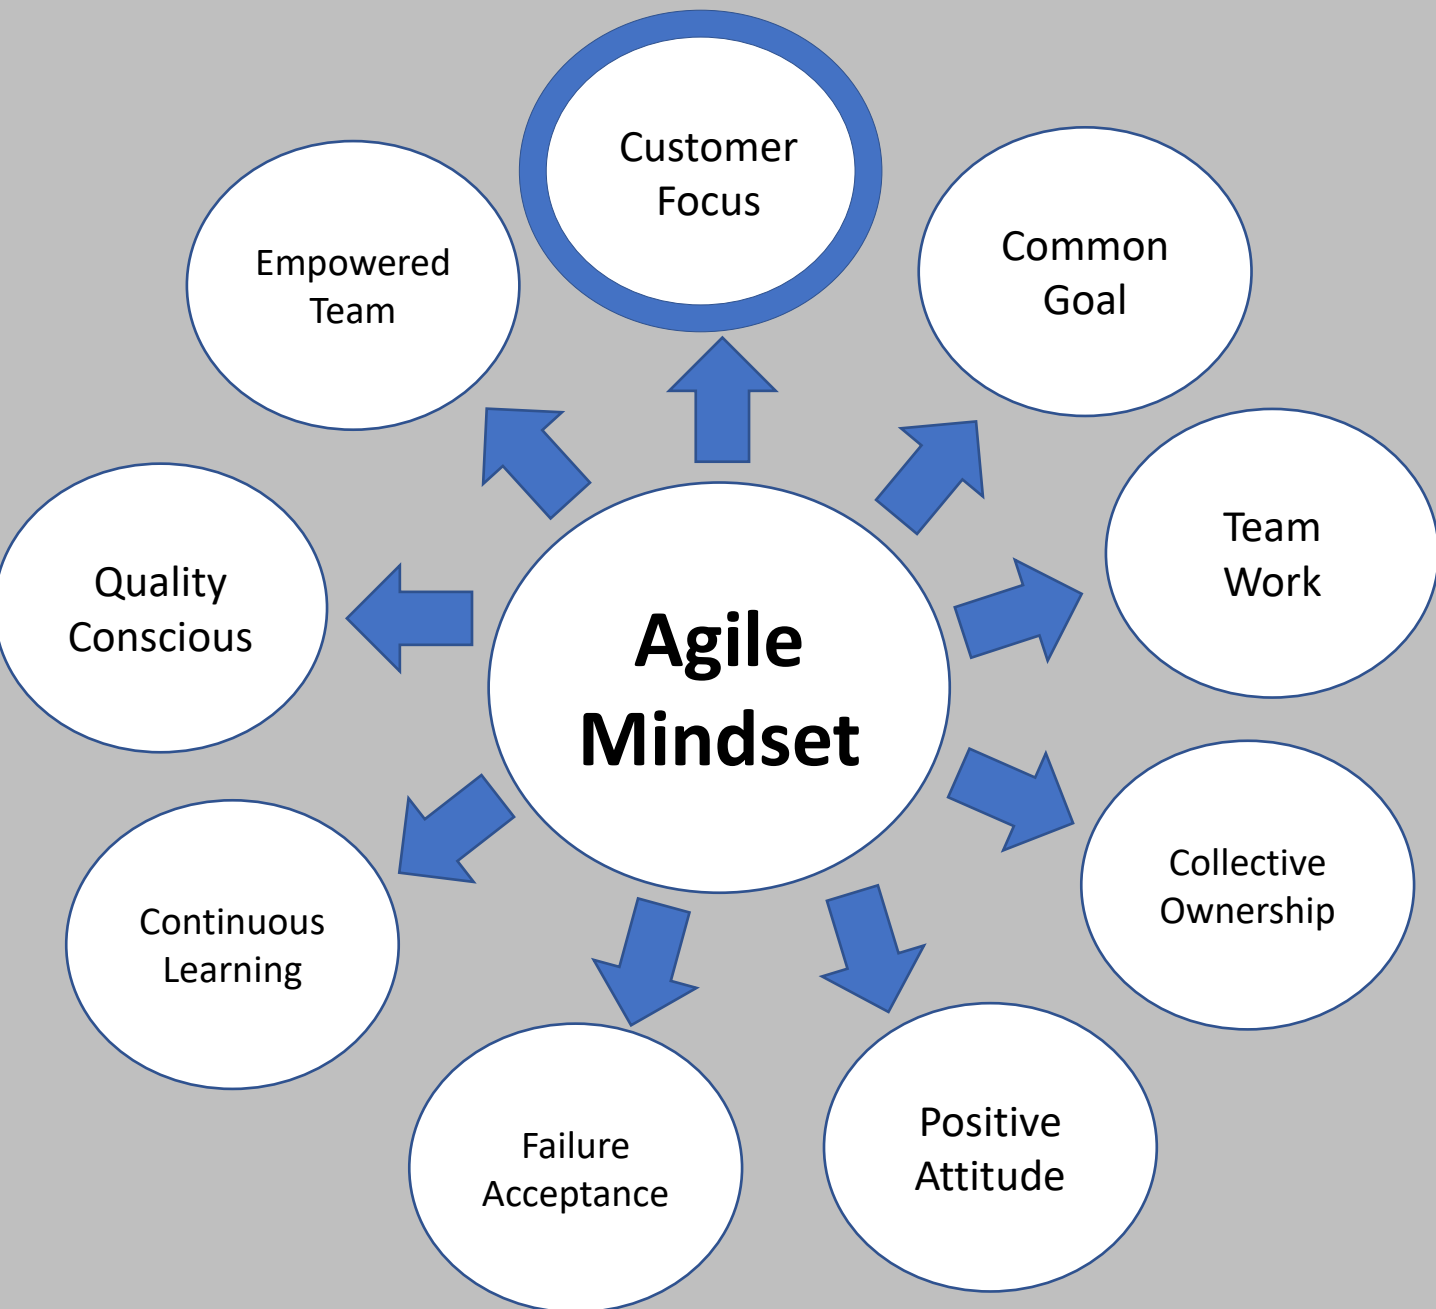 Customer
Focus
Common
Goal
Team
Work
Collective
Ownership
Positive
Attitude
Failure
Acceptance
Continuous
Learning
Quality
Conscious
Empowered
Team
Agile
Mindset